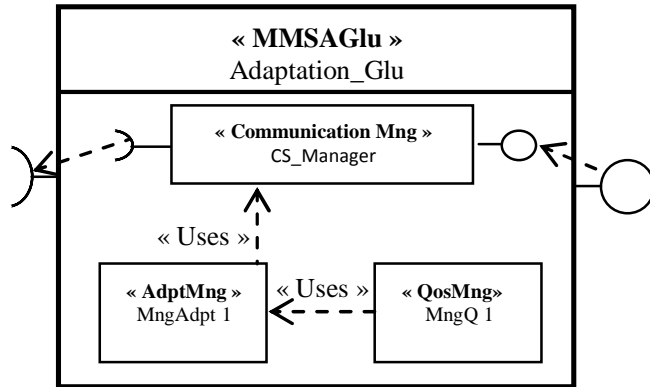 « MMSAGlu »
Adaptation_Glu
« Communication Mng »
CS_Manager
« Uses »
« AdptMng »
MngAdpt 1
« Uses »
« QosMng»
MngQ 1